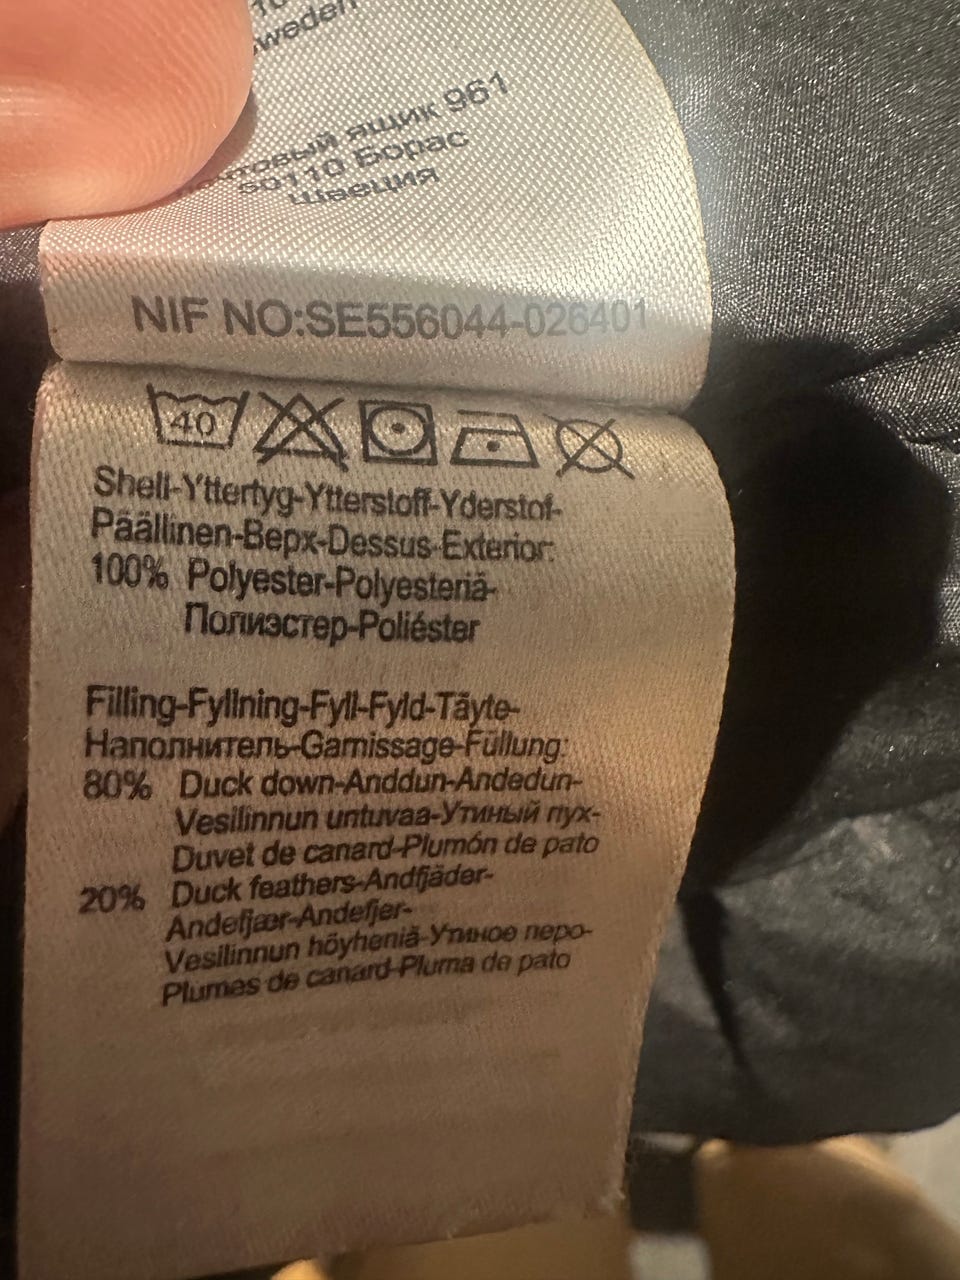 10
Sweden
почтовый ящик 961
50110 Борас
Швеция
NIF NO:SE556044-026401
40
Shell-Yttertyg-Ytterstoff-Yderstof-
Päällinen-Верх-Dessus-Exterior:
100% Polyester-Polyesteriä-
Полиэстер-Poliéster
Filling-Fyllning-Fyll-Fyld-Täyte-
Наполнитель-Garnissage-Füllung:
80% Duck down-Anddun-Andedun-
Vesilinnun untuvaa-Утиный пух-
Duvet de canard-Plumón de pato
20% Duck feathers-Andfjäder-
Andefjær-Andefjer-
Vesilinnun höyheniä-Утиное перо-
Plumes de canard-Pluma de pato